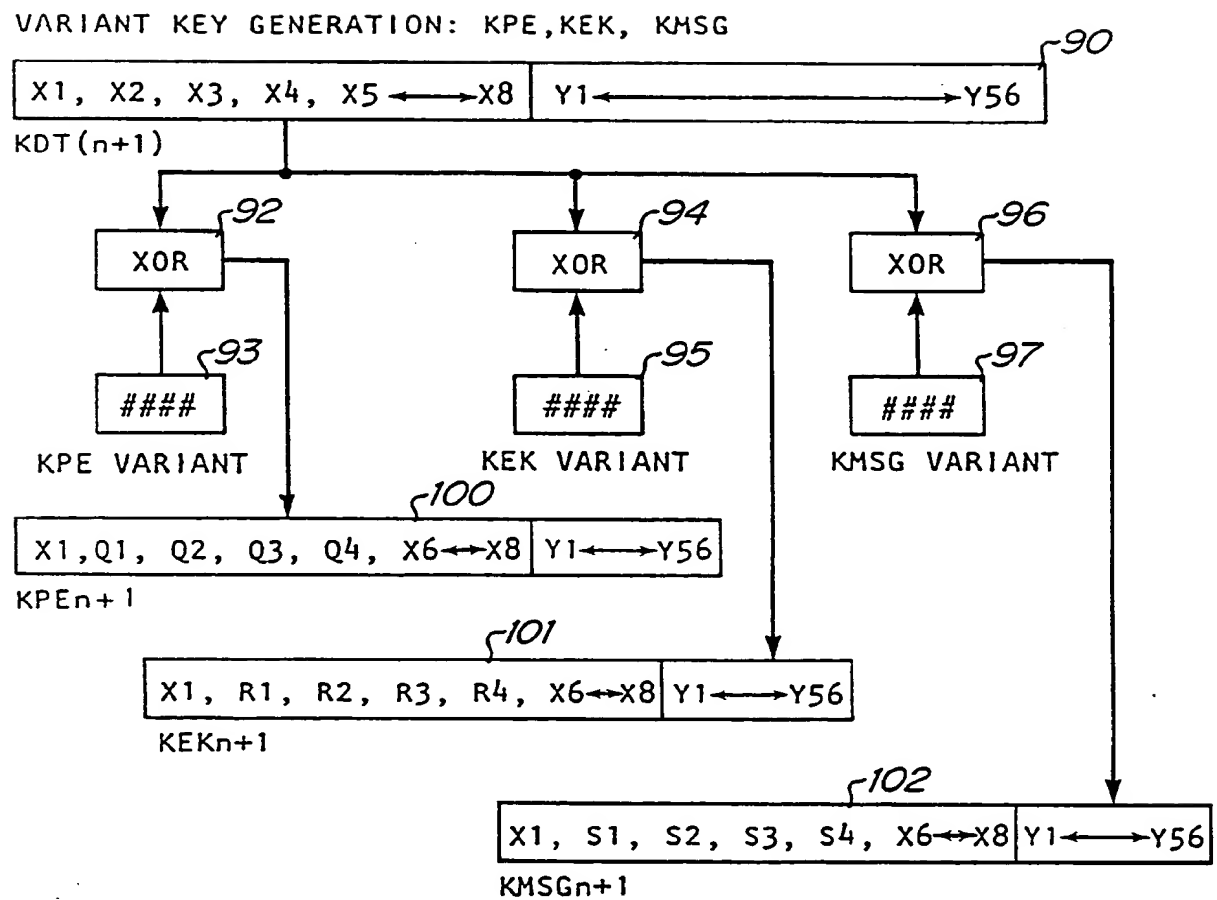 VARIANT KEY GENERATION: KPE,KEK, KMSG
90
X1, X2, X3, X4, X5 ↔ X8 Y1 ↔ Y56
KDT(n+1)
92 94 96
XOR XOR XOR
93 95 97
#### #### ####
KPE VARIANT KEK VARIANT KMSG VARIANT
100
X1,Q1, Q2, Q3, Q4, X6↔X8 Y1↔Y56
KPEn+1
101
X1, R1, R2, R3, R4, X6↔X8 Y1↔Y56
KEKn+1
102
X1, S1, S2, S3, S4, X6↔X8 Y1↔Y56
KMSGn+1